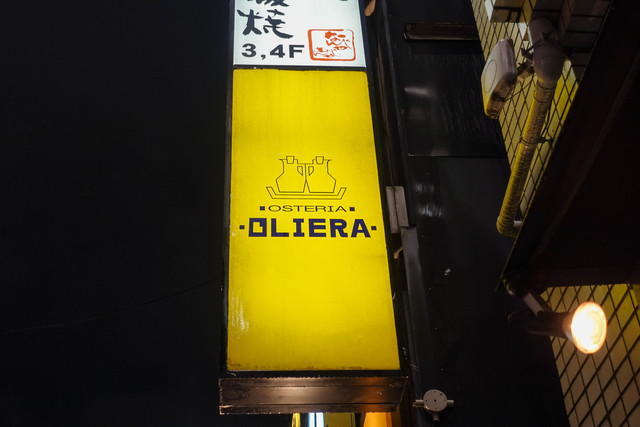 焼
3,4F
■OSTERIA■
·OLIERA·